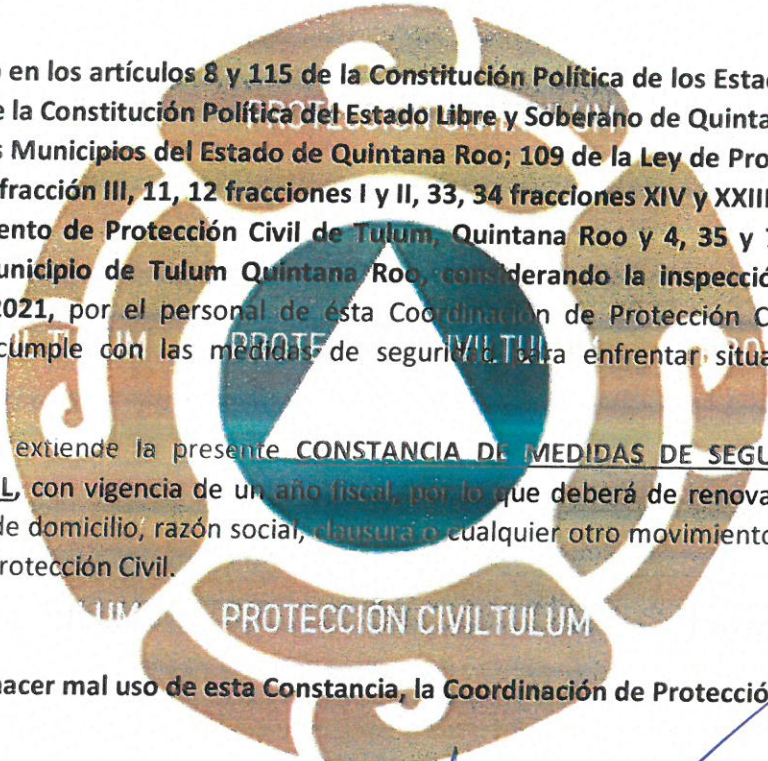 en los artículos 8 y 115 de la Constitución Política de los Estad
e la Constitución Política del Estado Libre y Soberano de Quinta
s Municipios del Estado de Quintana Roo; 109 de la Ley de Pro
fracción III, 11, 12 fracciones I y II, 33, 34 fracciones XIV y XXIII
ento de Protección Civil de Tulum, Quintana Roo y 4, 35 y
unicipio de Tulum Quintana Roo, considerando la inspecció
2021, por el personal de ésta Coordinación de Protección C
cumple con las medidas de seguridad para enfrentar situa
extiende la presente CONSTANCIA DE MEDIDAS DE SEGU
L, con vigencia de un año fiscal, por lo que deberá de renova
de domicilio, razón social, clausura o cualquier otro movimiento
rotección Civil.
PROTECCIÓN CIVILTULUM
hacer mal uso de esta Constancia, la Coordinación de Protecció